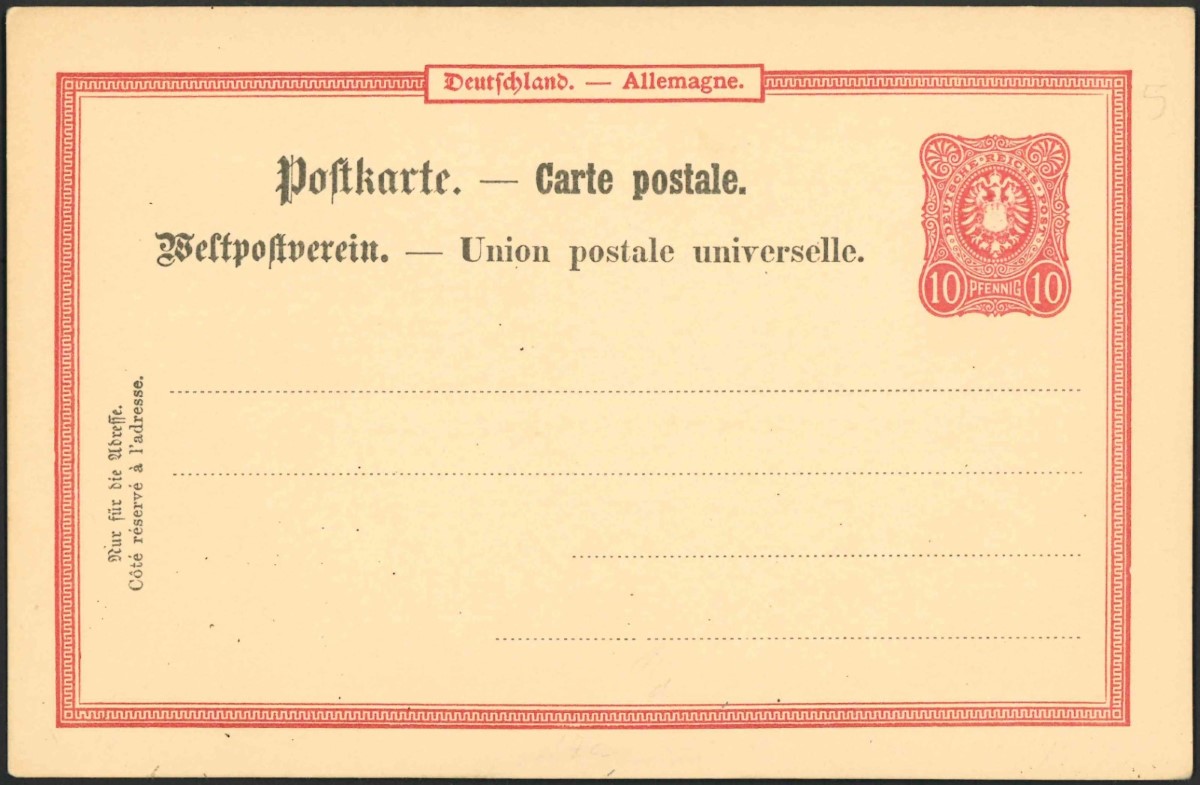 Deutschland. — Allemagne.
Postkarte. — Carte postale.
Weltpostverein. — Union postale universelle.
DEUTSCHE · REICHS · POST
10 PFENNIG 10
Nur für die Adresse.
Côté réservé à l'adresse.
5